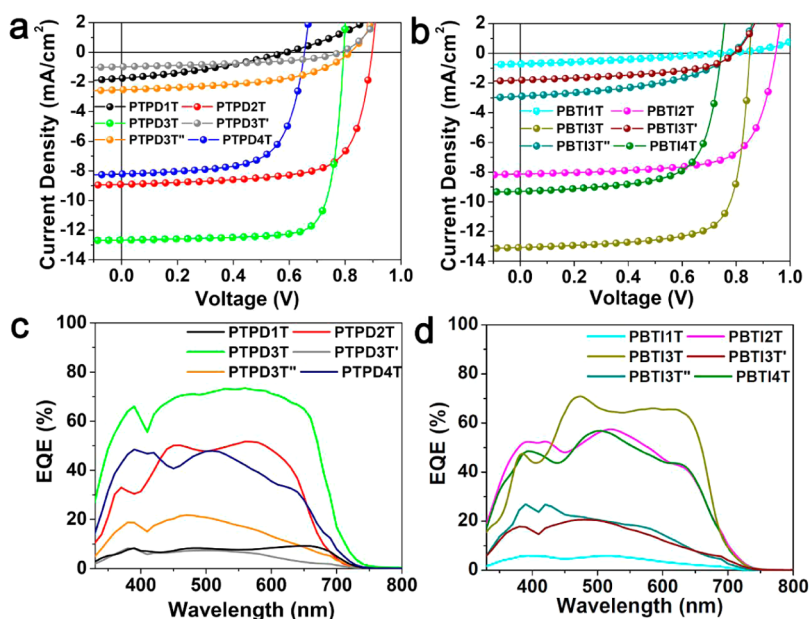 a
2
0
-2
-4
-6
-8
-10
-12
-14
Current Density (mA/cm²)
PTPD1T PTPD2T
PTPD3T PTPD3T'
PTPD3T" PTPD4T
0.0 0.2 0.4 0.6 0.8 1.0
Voltage (V)
b
2
0
-2
-4
-6
-8
-10
-12
-14
Current Density (mA/cm²)
PBTI1T PBTI2T
PBTI3T PBTI3T'
PBTI3T" PBTI4T
0.0 0.2 0.4 0.6 0.8 1.0
Voltage (V)
c
100
80
60
40
20
0
EQE (%)
PTPD1T PTPD2T
PTPD3T PTPD3T'
PTPD3T" PTPD4T
400 500 600 700 800
Wavelength (nm)
d
100
80
60
40
20
0
EQE (%)
PBTI1T PBTI2T
PBTI3T PBTI3T'
PBTI3T" PBTI4T
400 500 600 700 800
Wavelength (nm)